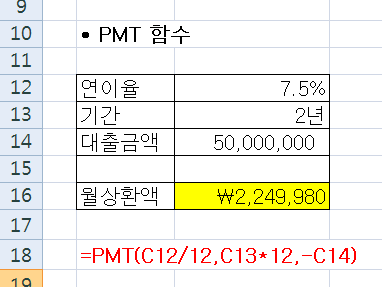 9
10 • PMT 함수
11
12 연이율 7.5%
13 기간 2년
14 대출금액 50,000,000
15
16 월상환액 ₩2,249,980
17
18 =PMT(C12/12,C13*12,-C14)
19